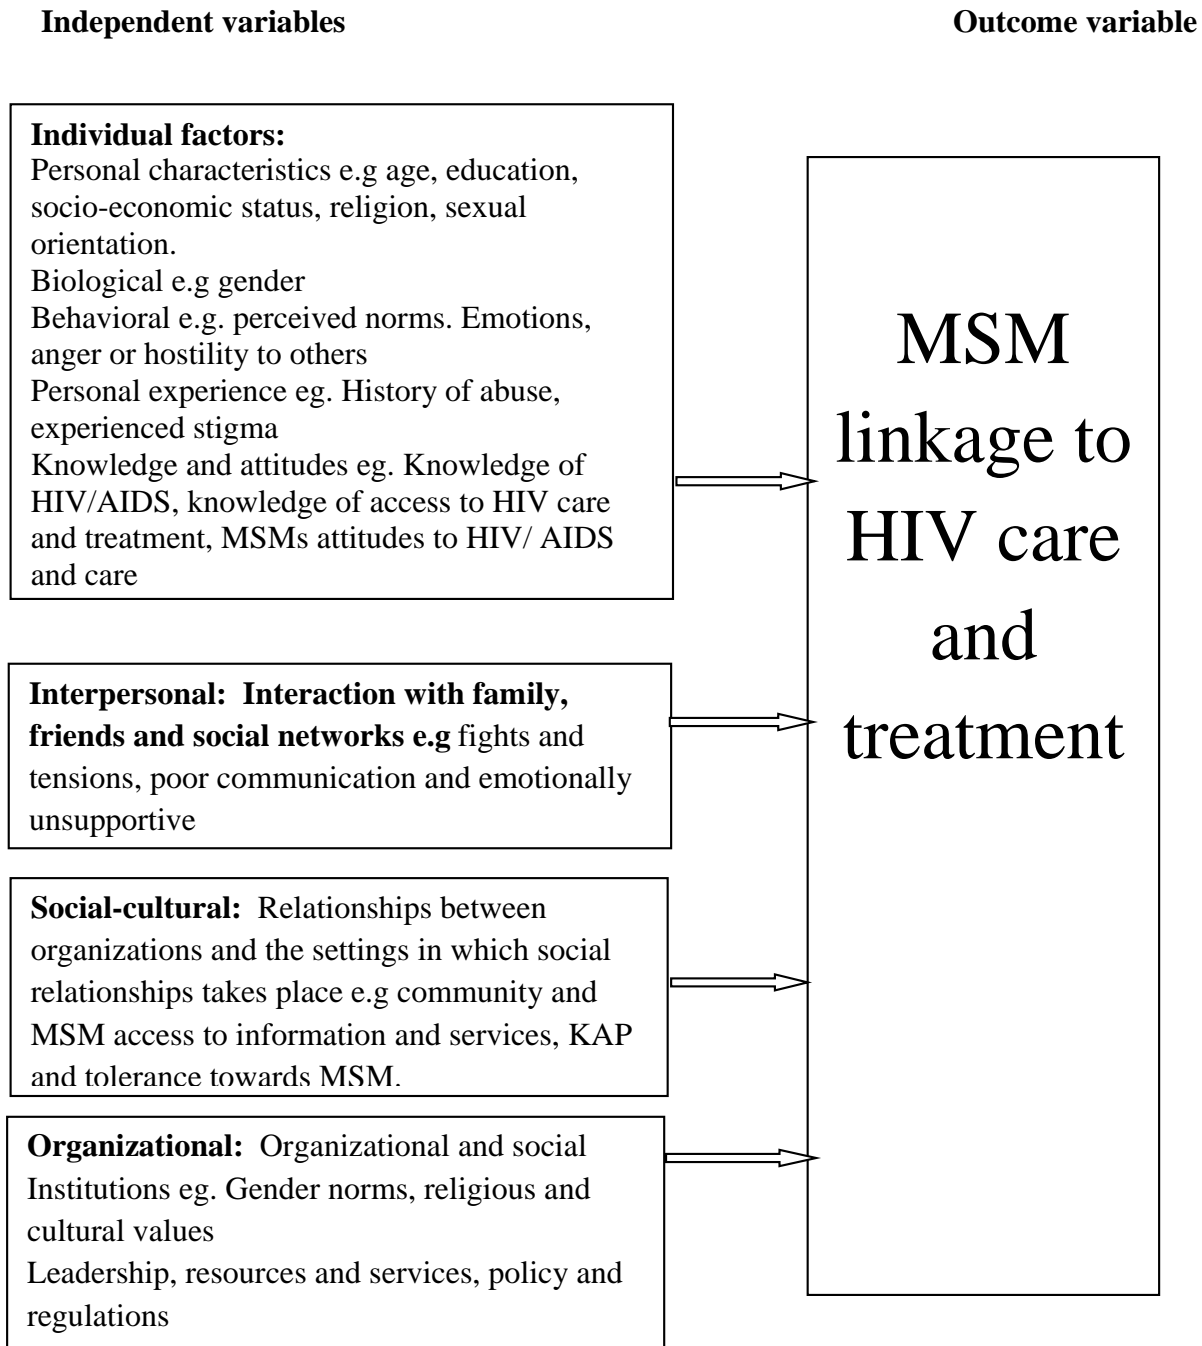 Independent variables
Outcome variable
Individual factors:
Personal characteristics e.g age, education,
socio-economic status, religion, sexual
orientation.
Biological e.g gender
Behavioral e.g. perceived norms. Emotions,
anger or hostility to others
Personal experience eg. History of abuse,
experienced stigma
Knowledge and attitudes eg. Knowledge of
HIV/AIDS, knowledge of access to HIV care
and treatment, MSMs attitudes to HIV/ AIDS
and care
Interpersonal: Interaction with family,
friends and social networks e.g fights and
tensions, poor communication and emotionally
unsupportive
Social-cultural: Relationships between
organizations and the settings in which social
relationships takes place e.g community and
MSM access to information and services, KAP
and tolerance towards MSM.
Organizational: Organizational and social
Institutions eg. Gender norms, religious and
cultural values
Leadership, resources and services, policy and
regulations
MSM
linkage to
HIV care
and
treatment